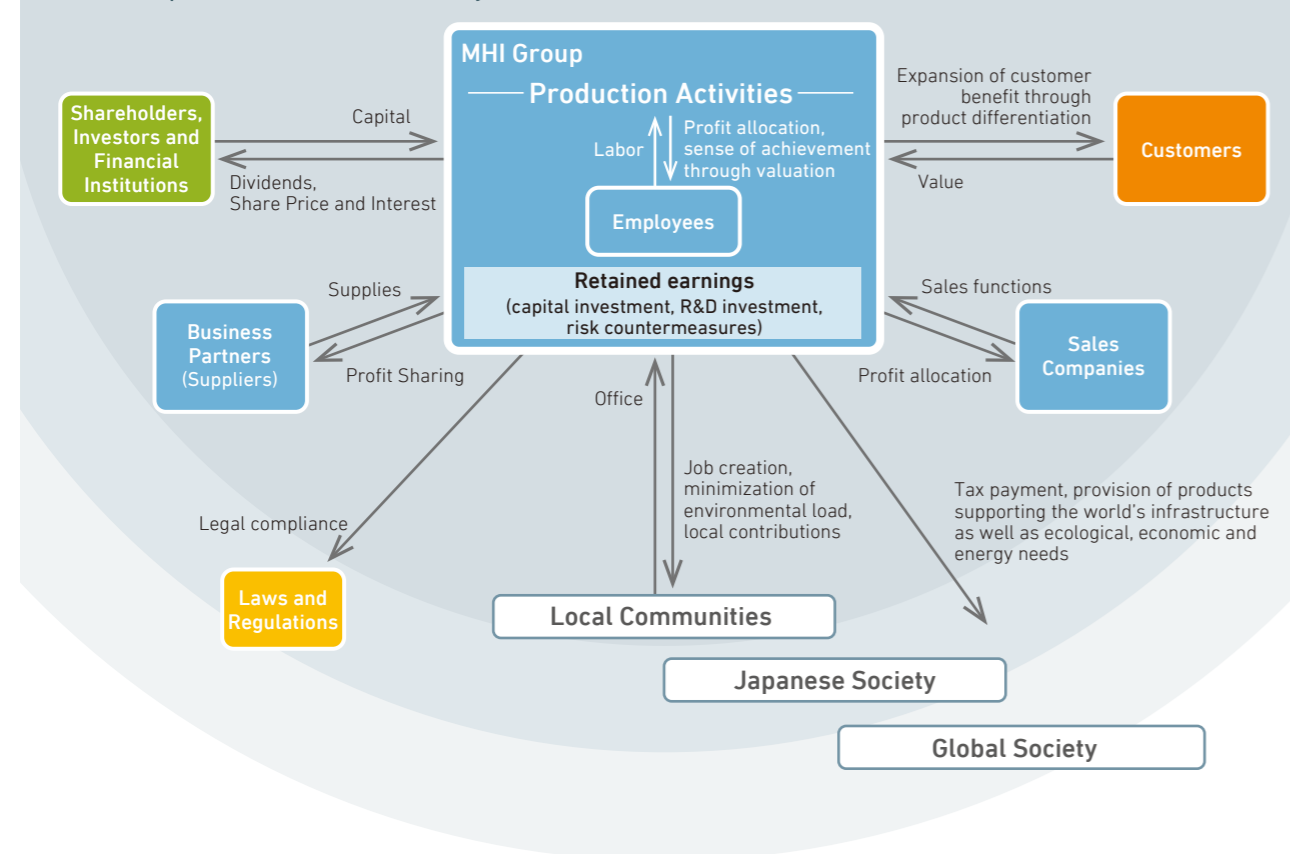 MHI Group
Production Activities
Labor
Profit allocation,
sense of achievement
through valuation
Employees
Retained earnings
(capital investment, R&D investment,
risk countermeasures)
Shareholders,
Investors and
Financial
Institutions
Capital
Dividends,
Share Price and Interest
Expansion of customer
benefit through
product differentiation
Value
Customers
Business
Partners
(Suppliers)
Supplies
Profit Sharing
Sales functions
Profit allocation
Sales
Companies
Legal compliance
Laws and
Regulations
Office
Job creation,
minimization of
environmental load,
local contributions
Local Communities
Tax payment, provision of products
supporting the world's infrastructure
as well as ecological, economic and
energy needs
Japanese Society
Global Society